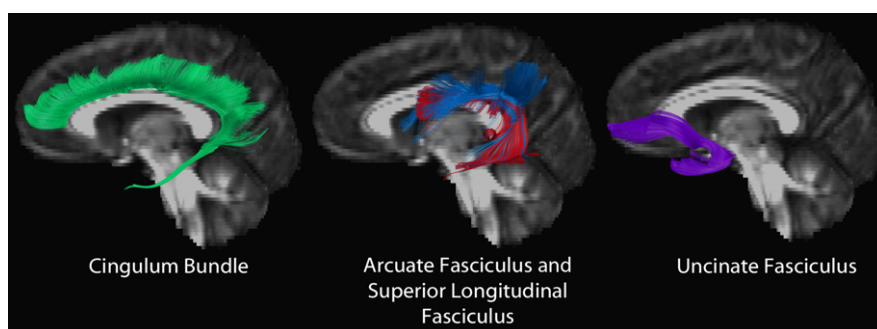 Cingulum Bundle
Arcuate Fasciculus and
Superior Longitudinal
Fasciculus
Uncinate Fasciculus